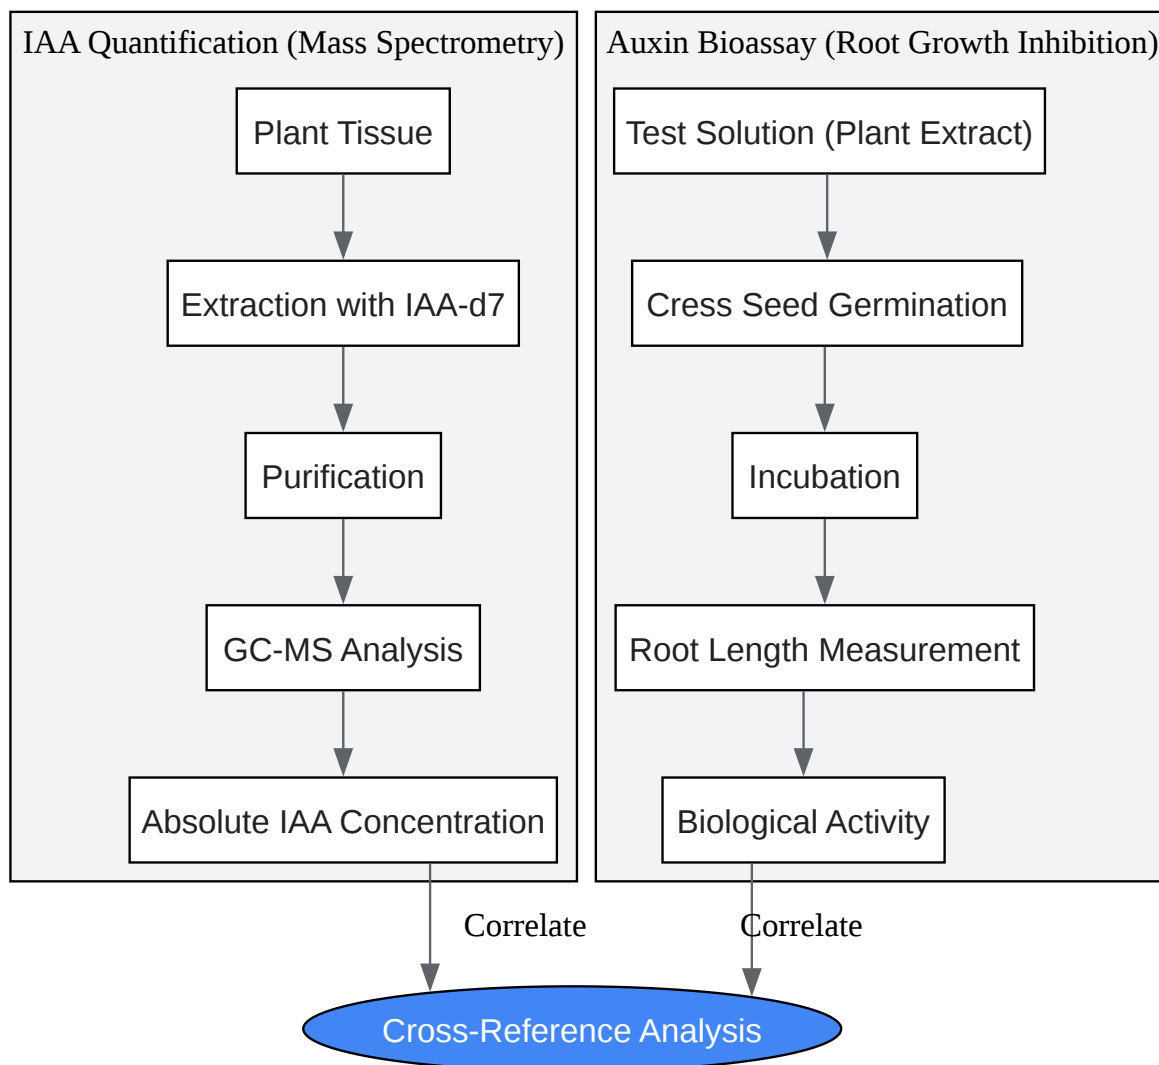 IAA Quantification (Mass Spectrometry)
Plant Tissue
Extraction with IAA-d7
Purification
GC-MS Analysis
Absolute IAA Concentration
Correlate
Auxin Bioassay (Root Growth Inhibition)
Test Solution (Plant Extract)
Cress Seed Germination
Incubation
Root Length Measurement
Biological Activity
Correlate
Cross-Reference Analysis